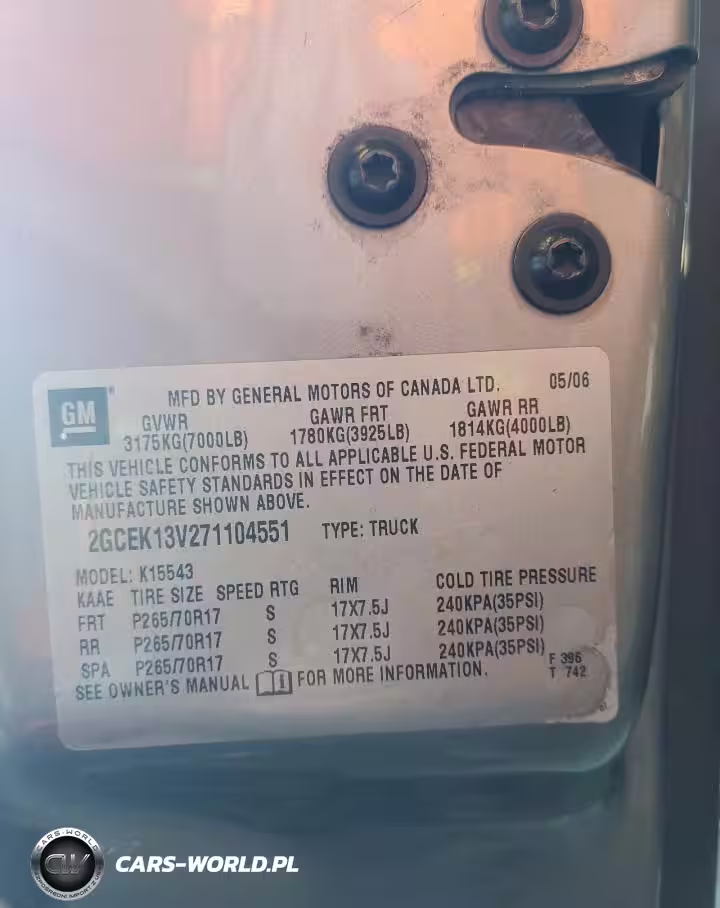 GM
MFD BY GENERAL MOTORS OF CANADA LTD. 05/06
GVWR GAWR FRT GAWR RR
3175KG(7000LB) 1780KG(3925LB) 1814KG(4000LB)
THIS VEHICLE CONFORMS TO ALL APPLICABLE U.S. FEDERAL MOTOR
VEHICLE SAFETY STANDARDS IN EFFECT ON THE DATE OF
MANUFACTURE SHOWN ABOVE.
2GCEK13V271104551 TYPE: TRUCK
MODEL: K15543
KAAE TIRE SIZE SPEED RTG RIM COLD TIRE PRESSURE
FRT P265/70R17 S 17X7.5J 240KPA(35PSI)
RR P265/70R17 S 17X7.5J 240KPA(35PSI)
SPA P265/70R17 S 17X7.5J 240KPA(35PSI)
SEE OWNER'S MANUAL FOR MORE INFORMATION.
F 396
T 742
CARS-WORLD
CW
CARS-WORLD.PL